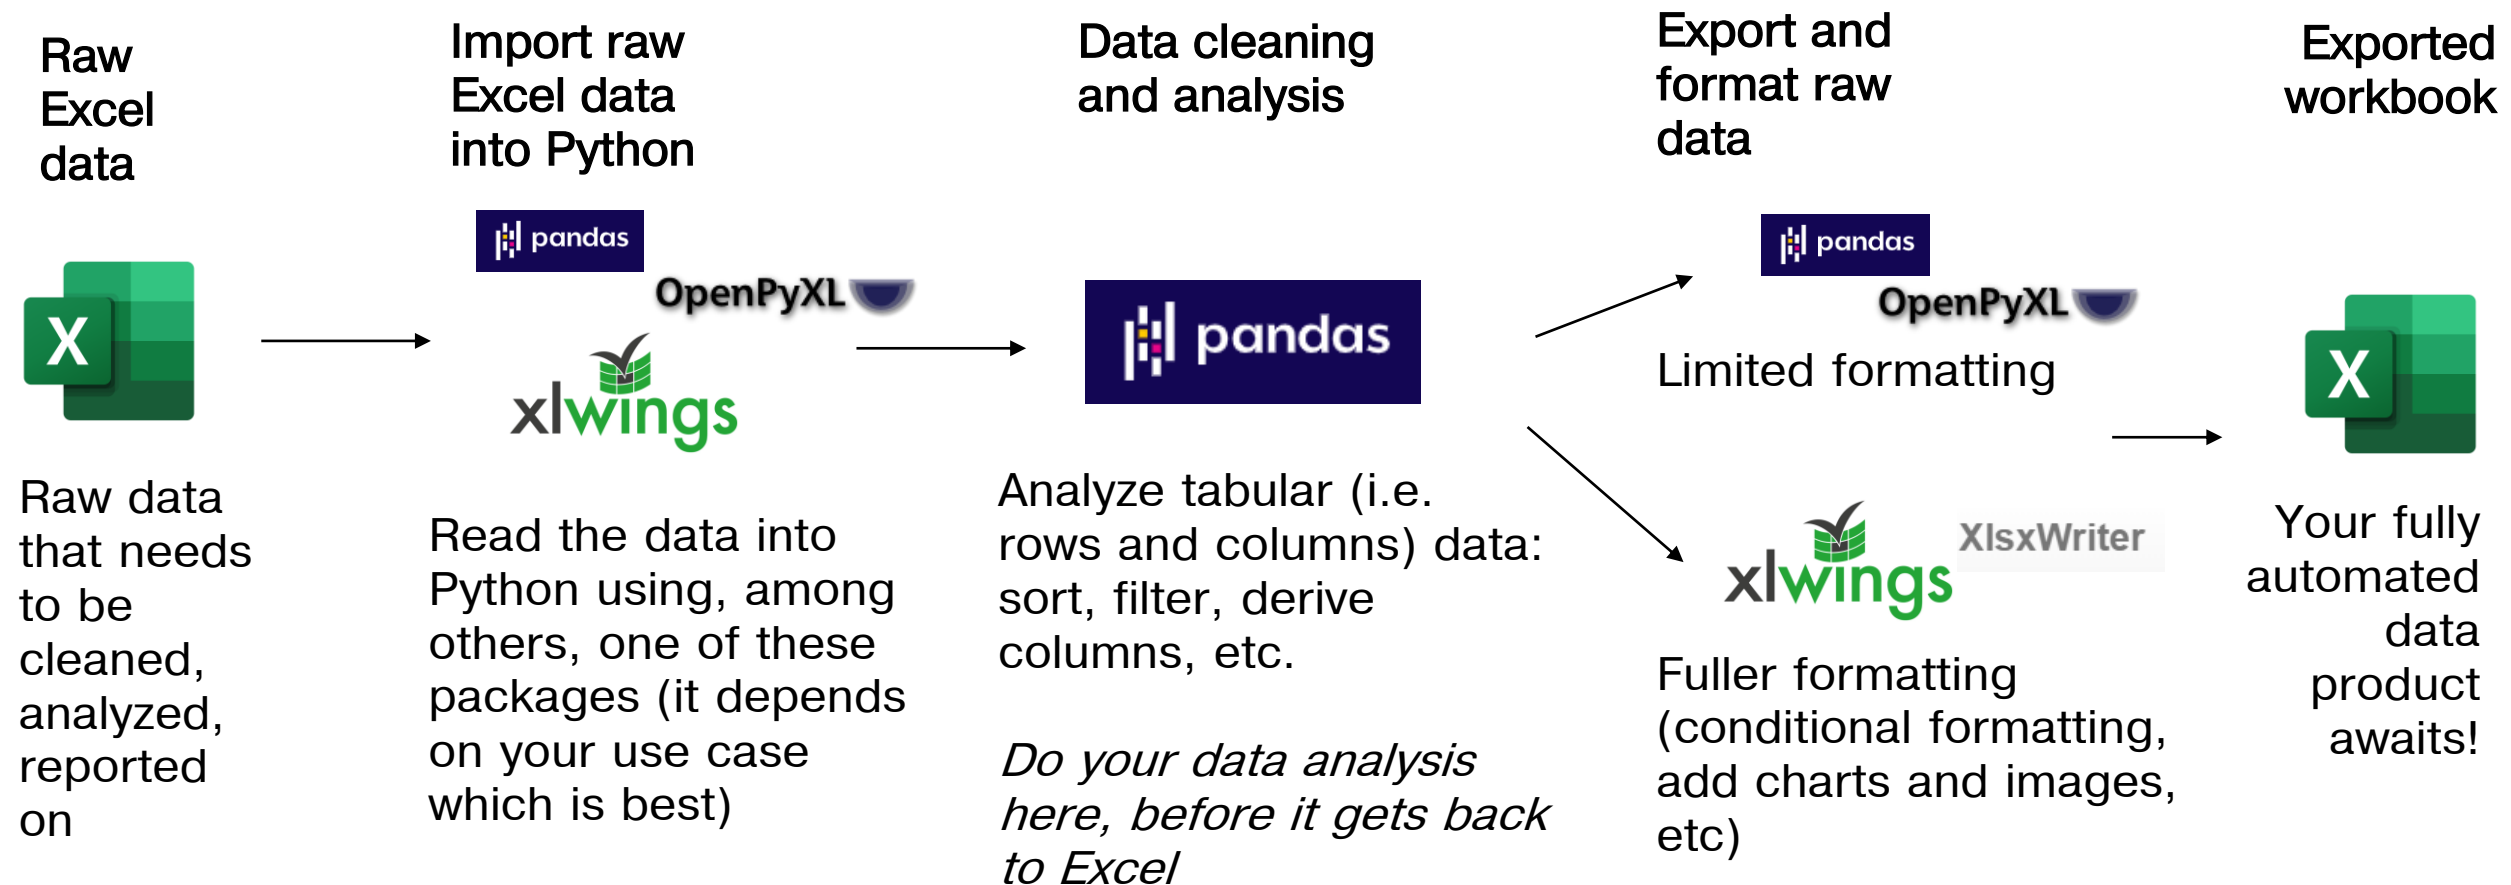 Raw
Excel
data
X
Raw data
that needs
to be
cleaned,
analyzed,
reported
on
Import raw
Excel data
into Python
pandas
OpenPyXL
xlwings
Read the data into
Python using, among
others, one of these
packages (it depends
on your use case
which is best)
Data cleaning
and analysis
pandas
Analyze tabular (i.e.
rows and columns) data:
sort, filter, derive
columns, etc.
Do your data analysis
here, before it gets back
to Excel
Export and
format raw
data
pandas
OpenPyXL
Limited formatting
xlwings
XlsxWriter
Fuller formatting
(conditional formatting,
add charts and images,
etc)
Exported
workbook
X
Your fully
automated
data
product
awaits!